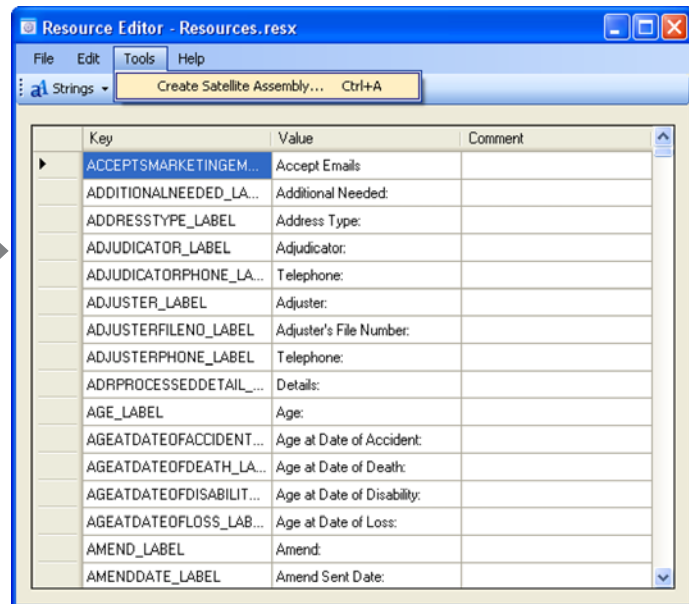 Resource Editor - Resources.resx
File Edit Tools Help
Strings
Create Satellite Assembly... Ctrl+A
Key Value Comment
ACCEPTSMARKETINGEM... Accept Emails
ADDITIONALNEEDED_LA... Additional Needed:
ADDRESSTYPE_LABEL Address Type:
ADJUDICATOR_LABEL Adjudicator:
ADJUDICATORPHONE_LA... Telephone:
ADJUSTER_LABEL Adjuster:
ADJUSTERFILENO_LABEL Adjuster's File Number:
ADJUSTERPHONE_LABEL Telephone:
ADRPROCESSEDDETAIL_... Details:
AGE_LABEL Age:
AGEATDATEOFACCIDENT... Age at Date of Accident:
AGEATDATEOFDEATH_LA... Age at Date of Death:
AGEATDATEOFDISABILIT... Age at Date of Disability:
AGEATDATEOFLOSS_LAB... Age at Date of Loss:
AMEND_LABEL Amend:
AMENDDATE_LABEL Amend Sent Date: